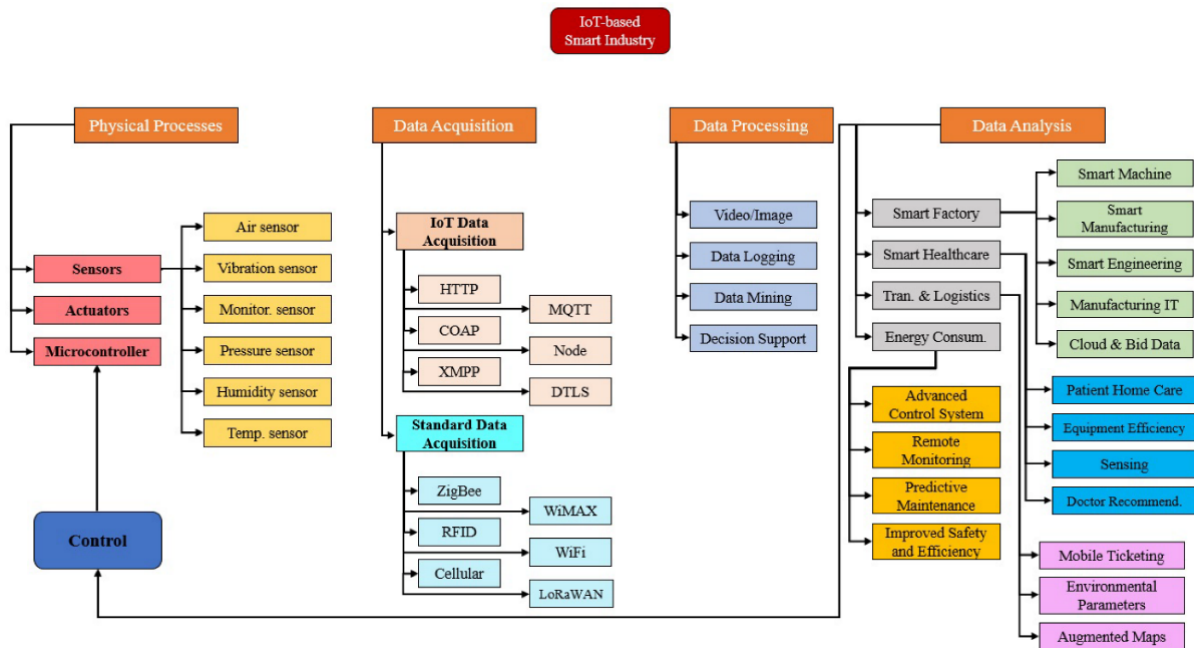 IoT-based
Smart Industry
Physical Processes
Data Acquisition
Data Processing
Data Analysis
Sensors
Actuators
Microcontroller
Air sensor
Vibration sensor
Monitor. sensor
Pressure sensor
Humidity sensor
Temp. sensor
Control
IoT Data
Acquisition
HTTP
MQTT
COAP
Node
XMPP
DTLS
Standard Data
Acquisition
ZigBee
WiMAX
RFID
WiFi
Cellular
LoRaWAN
Video/Image
Data Logging
Data Mining
Decision Support
Smart Factory
Smart Healthcare
Tran. & Logistics
Energy Consum.
Advanced
Control System
Remote
Monitoring
Predictive
Maintenance
Improved Safety
and Efficiency
Smart Machine
Smart
Manufacturing
Smart Engineering
Manufacturing IT
Cloud & Bid Data
Patient Home Care
Equipment Efficiency
Sensing
Doctor Recommend.
Mobile Ticketing
Environmental
Parameters
Augmented Maps